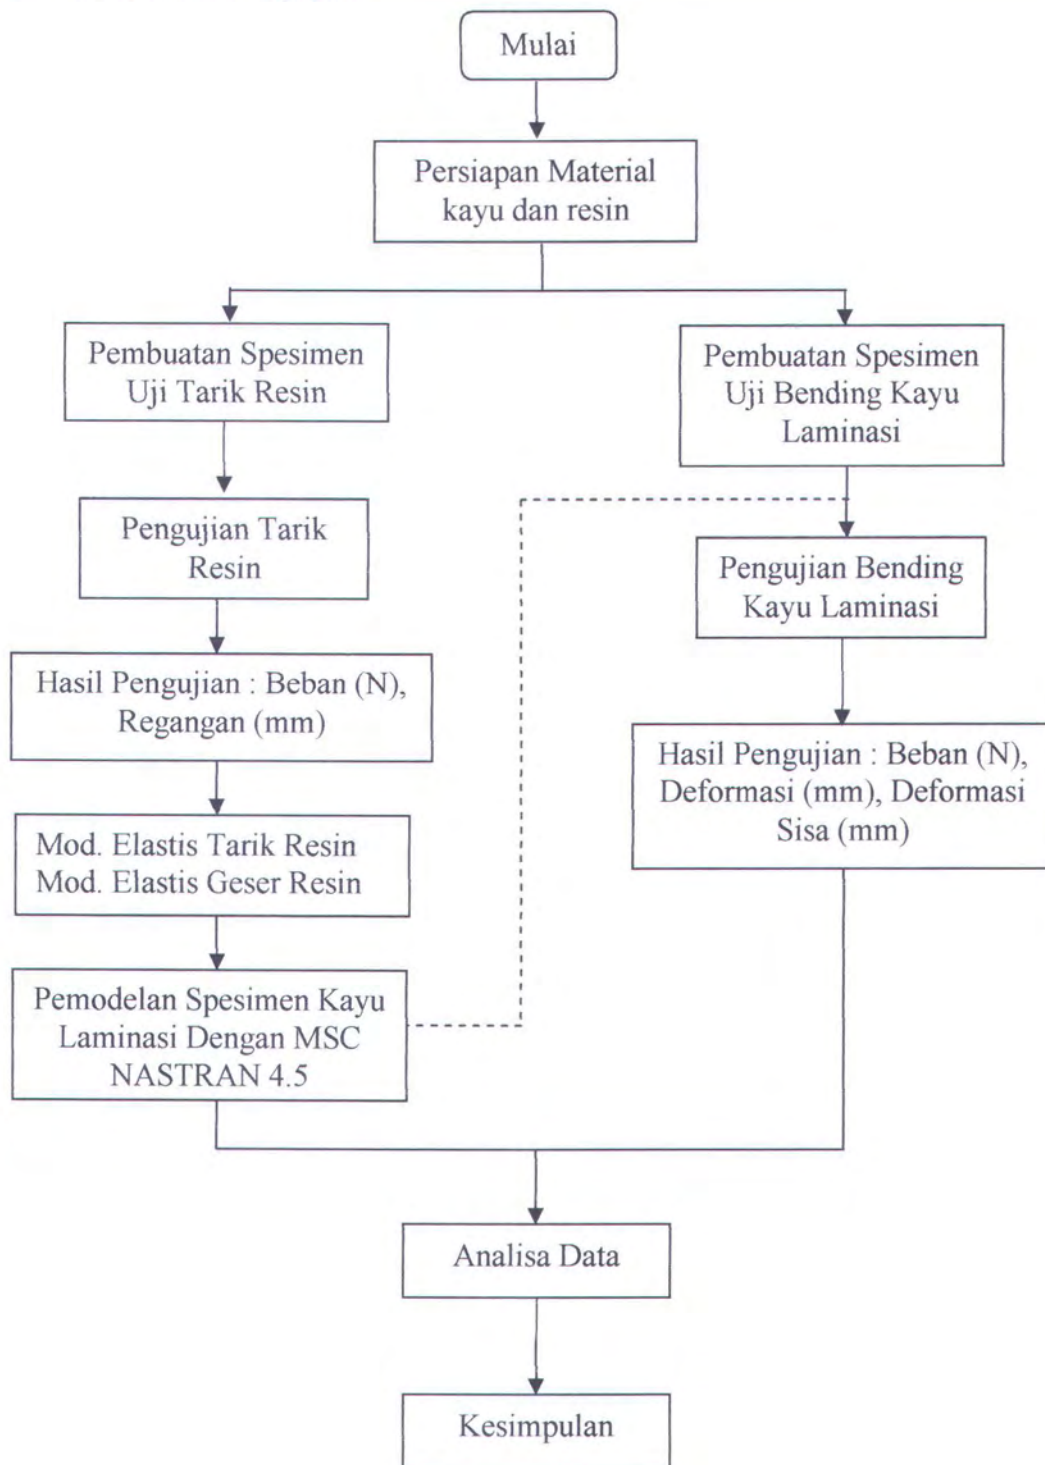 Mulai
Persiapan Material
kayu dan resin
Pembuatan Spesimen
Uji Tarik Resin
Pengujian Tarik
Resin
Hasil Pengujian : Beban (N),
Regangan (mm)
Mod. Elastis Tarik Resin
Mod. Elastis Geser Resin
Pemodelan Spesimen Kayu
Laminasi Dengan MSC
NASTRAN 4.5
Pembuatan Spesimen
Uji Bending Kayu
Laminasi
Pengujian Bending
Kayu Laminasi
Hasil Pengujian : Beban (N),
Deformasi (mm), Deformasi
Sisa (mm)
Analisa Data
Kesimpulan